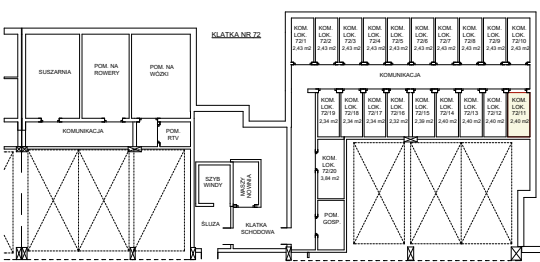 KLATKA NR 72
KOM. LOK. 72/1 2,43 m2
KOM. LOK. 72/2 2,43 m2
KOM. LOK. 72/3 2,43 m2
KOM. LOK. 72/4 2,43 m2
KOM. LOK. 72/5 2,43 m2
KOM. LOK. 72/6 2,43 m2
KOM. LOK. 72/7 2,43 m2
KOM. LOK. 72/8 2,43 m2
KOM. LOK. 72/9 2,43 m2
KOM. LOK. 72/10 2,43 m2
SUSZARNIA
POM. NA
ROWERY
POM. NA
WÓZKI
KOMUNIKACJA
KOM. LOK. 72/19 2,34 m2
KOM. LOK. 72/18 2,34 m2
KOM. LOK. 72/17 2,34 m2
KOM. LOK. 72/16 2,32 m2
KOM. LOK. 72/15 2,39 m2
KOM. LOK. 72/14 2,40 m2
KOM. LOK. 72/13 2,40 m2
KOM. LOK. 72/12 2,40 m2
KOM. LOK. 72/11 2,40 m2
KOMUNIKACJA
POM.
RTV
KOM.
LOK.
72/20
3,84 m2
SZYB
WINDY
MASZY
NOWNIA
POM.
GOSP.
ŚLUZA
KLATKA
SCHODOWA